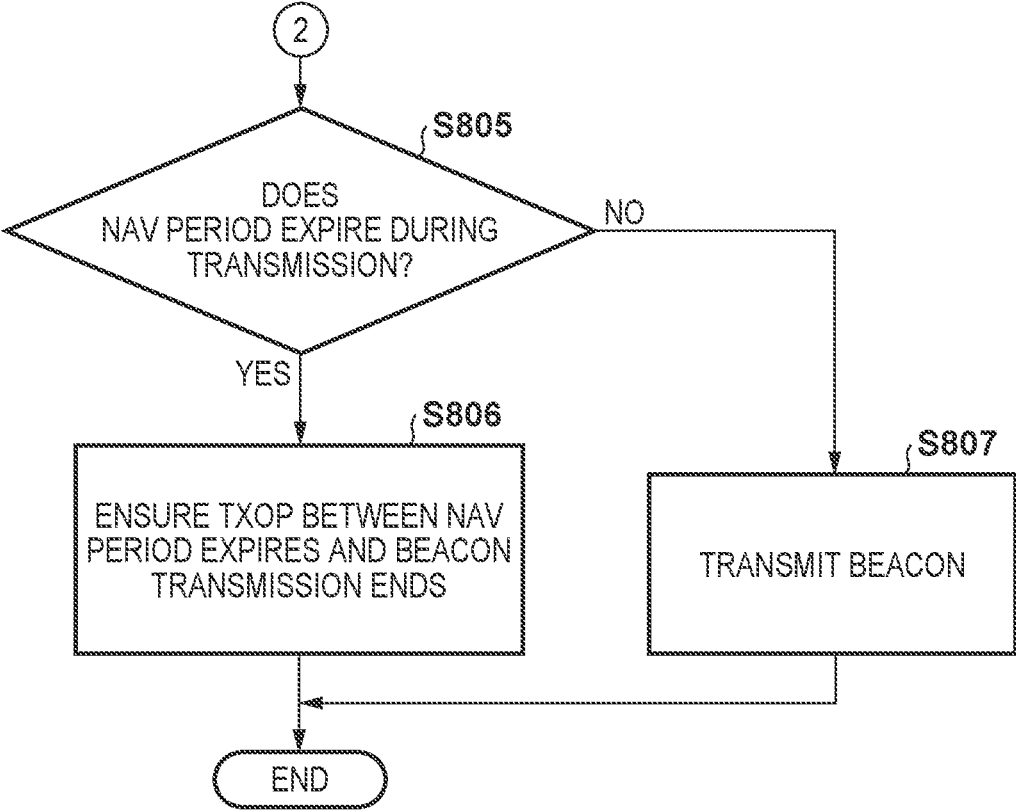 2
S805
DOES
NAV PERIOD EXPIRE DURING
TRANSMISSION?
NO
YES
S806
ENSURE TXOP BETWEEN NAV
PERIOD EXPIRES AND BEACON
TRANSMISSION ENDS
S807
TRANSMIT BEACON
END